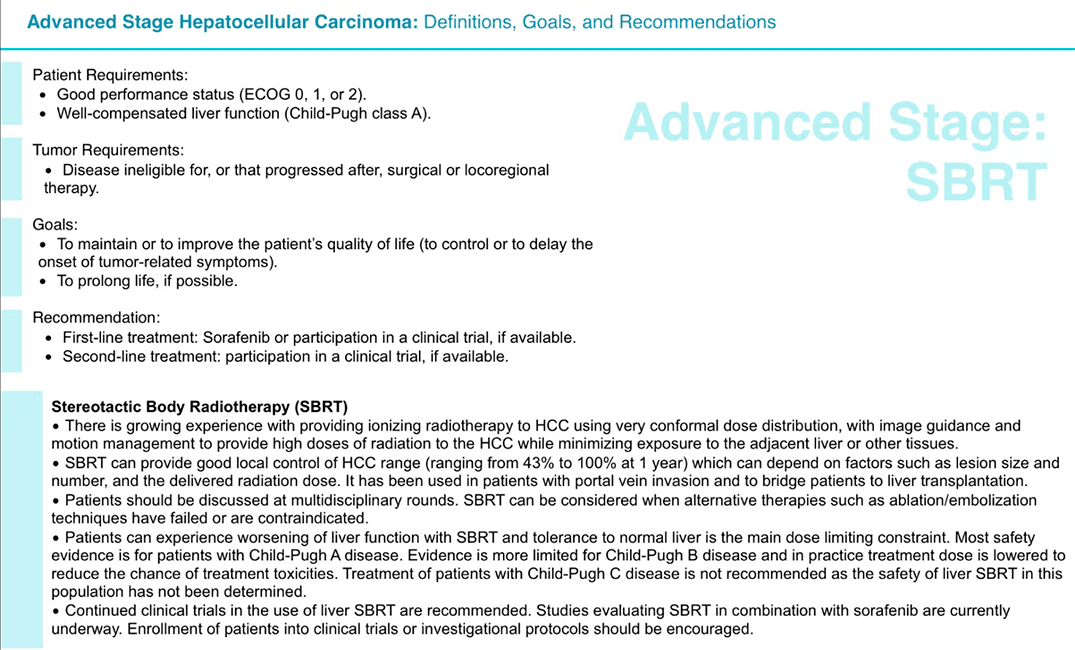 Advanced Stage Hepatocellular Carcinoma: Definitions, Goals, and Recommendations
Advanced Stage:
SBRT
Patient Requirements:
• Good performance status (ECOG 0, 1, or 2).
• Well-compensated liver function (Child-Pugh class A).
Tumor Requirements:
• Disease ineligible for, or that progressed after, surgical or locoregional
therapy.
Goals:
• To maintain or to improve the patient's quality of life (to control or to delay the
onset of tumor-related symptoms).
• To prolong life, if possible.
Recommendation:
• First-line treatment: Sorafenib or participation in a clinical trial, if available.
• Second-line treatment: participation in a clinical trial, if available.
Stereotactic Body Radiotherapy (SBRT)
• There is growing experience with providing ionizing radiotherapy to HCC using very conformal dose distribution, with image guidance and
motion management to provide high doses of radiation to the HCC while minimizing exposure to the adjacent liver or other tissues.
• SBRT can provide good local control of HCC range (ranging from 43% to 100% at 1 year) which can depend on factors such as lesion size and
number, and the delivered radiation dose. It has been used in patients with portal vein invasion and to bridge patients to liver transplantation.
• Patients should be discussed at multidisciplinary rounds. SBRT can be considered when alternative therapies such as ablation/embolization
techniques have failed or are contraindicated.
• Patients can experience worsening of liver function with SBRT and tolerance to normal liver is the main dose limiting constraint. Most safety
evidence is for patients with Child-Pugh A disease. Evidence is more limited for Child-Pugh B disease and in practice treatment dose is lowered to
reduce the chance of treatment toxicities. Treatment of patients with Child-Pugh C disease is not recommended as the safety of liver SBRT in this
population has not been determined.
• Continued clinical trials in the use of liver SBRT are recommended. Studies evaluating SBRT in combination with sorafenib are currently
underway. Enrollment of patients into clinical trials or investigational protocols should be encouraged.